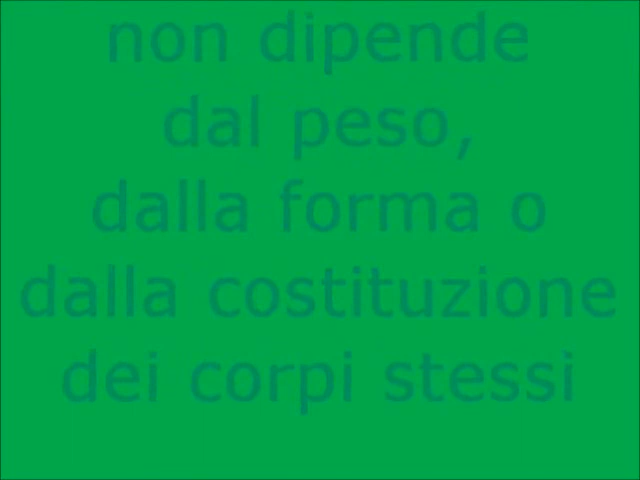 non dipende
dal peso,
dalla forma o
dalla costituzione
dei corpi stessi